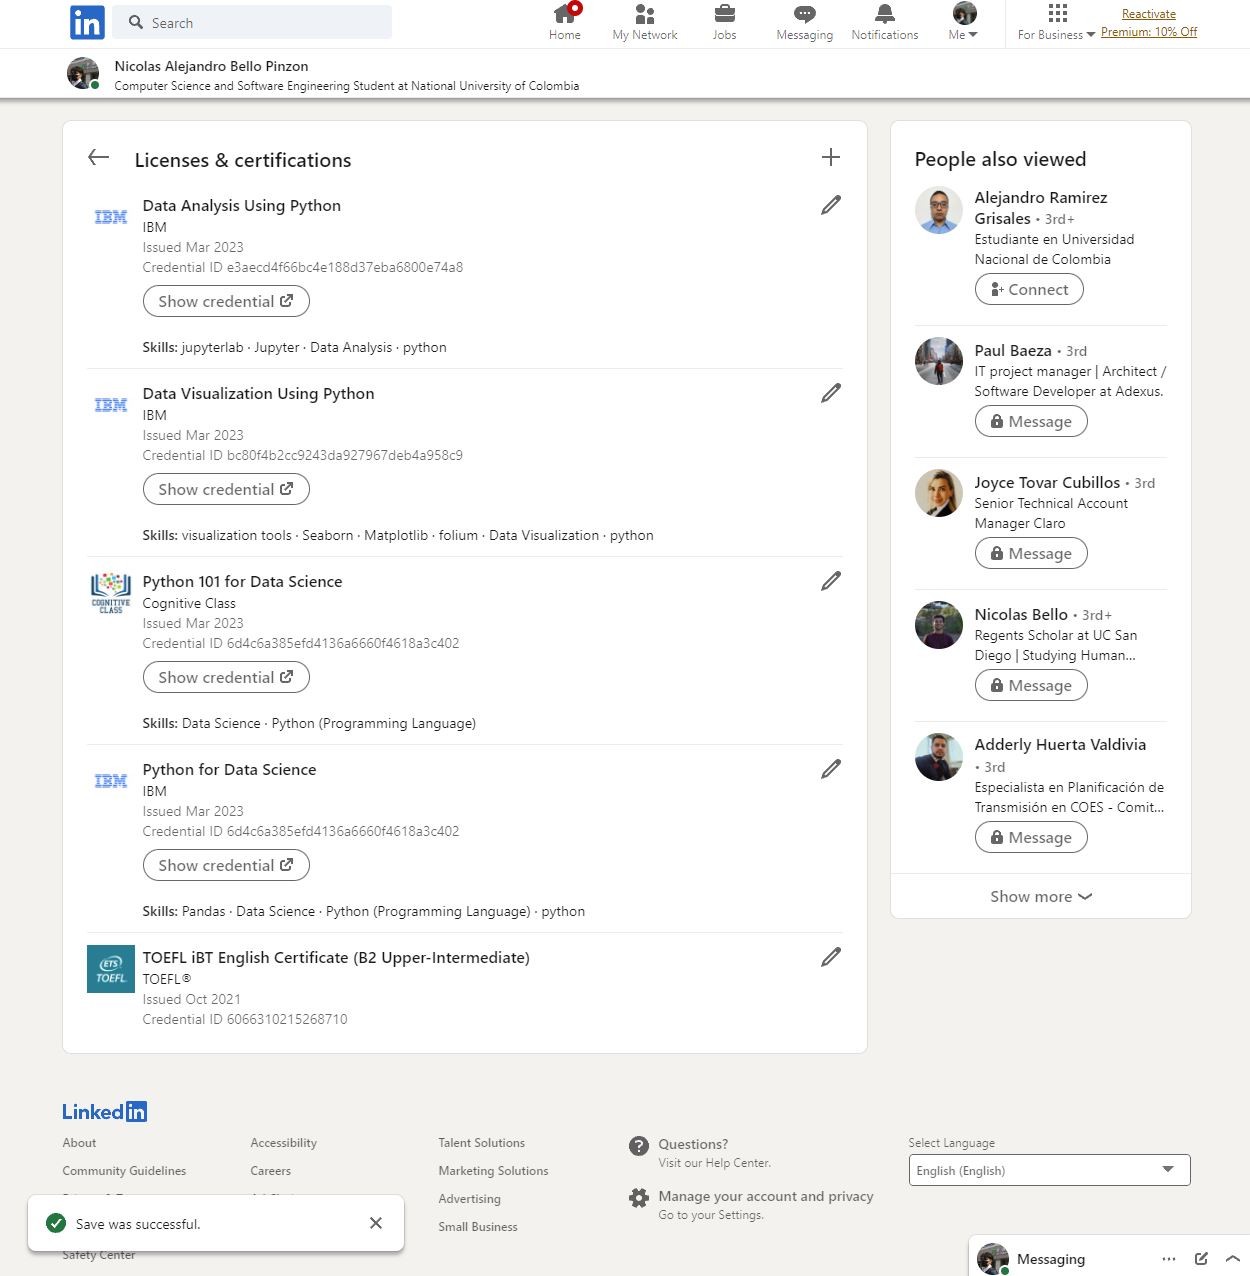 in
Search
Home
My Network
Jobs
Messaging
Notifications
Me
For Business
Reactivate
Premium: 10% Off
Nicolas Alejandro Bello Pinzon
Computer Science and Software Engineering Student at National University of Colombia
Licenses & certifications
IBM
Data Analysis Using Python
IBM
Issued Mar 2023
Credential ID e3aecd4f66bc4e188d37eba6800e74a8
Show credential
Skills: jupyterlab · Jupyter · Data Analysis · python
IBM
Data Visualization Using Python
IBM
Issued Mar 2023
Credential ID bc80f4b2cc9243da927967deb4a958c9
Show credential
Skills: visualization tools · Seaborn · Matplotlib · folium · Data Visualization · python
COGNITIVE
CLASS
Python 101 for Data Science
Cognitive Class
Issued Mar 2023
Credential ID 6d4c6a385efd4136a6660f4618a3c402
Show credential
Skills: Data Science · Python (Programming Language)
IBM
Python for Data Science
IBM
Issued Mar 2023
Credential ID 6d4c6a385efd4136a6660f4618a3c402
Show credential
Skills: Pandas · Data Science · Python (Programming Language) · python
ETS
TOEFL
TOEFL iBT English Certificate (B2 Upper-Intermediate)
TOEFL®
Issued Oct 2021
Credential ID 6066310215268710
People also viewed
Alejandro Ramirez
Grisales · 3rd+
Estudiante en Universidad
Nacional de Colombia
Connect
Paul Baeza · 3rd
IT project manager | Architect /
Software Developer at Adexus.
Message
Joyce Tovar Cubillos · 3rd
Senior Technical Account
Manager Claro
Message
Nicolas Bello · 3rd+
Regents Scholar at UC San
Diego | Studying Human...
Message
Adderly Huerta Valdivia
· 3rd
Especialista en Planificación de
Transmisión en COES - Comit...
Message
Show more
Linked in
About
Accessibility
Talent Solutions
Community Guidelines
Careers
Marketing Solutions
Advertising
Small Business
Safety Center
Questions?
Visit our Help Center.
Manage your account and privacy
Go to your Settings.
Select Language
English (English)
Save was successful.
Messaging